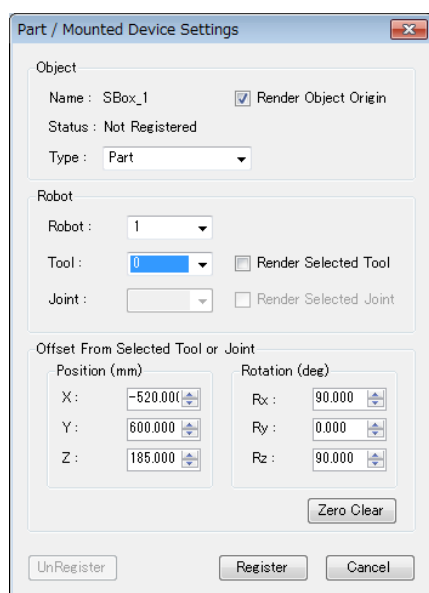 Part / Mounted Device Settings
Object
Name : SBox_1
Render Object Origin
Status : Not Registered
Type : Part
Robot
Robot : 1
Tool : 0
Render Selected Tool
Joint :
Render Selected Joint
Offset From Selected Tool or Joint
Position (mm)
X : -520.00(
Y : 600.000
Z : 185.000
Rotation (deg)
Rx : 90.000
Ry : 0.000
Rz : 90.000
Zero Clear
UnRegister
Register
Cancel